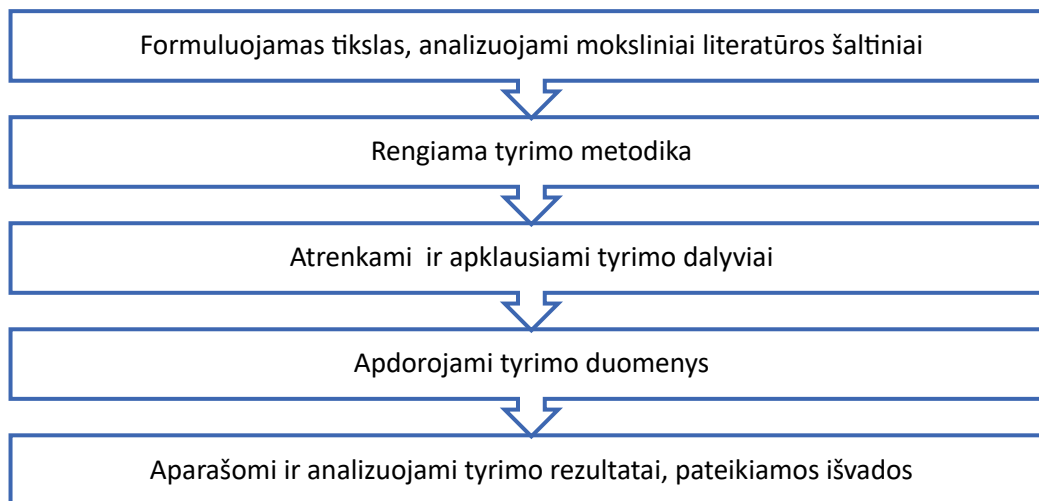 Formuluojamas tikslas, analizuojami moksliniai literatūros šaltiniai
Rengiama tyrimo metodika
Atrenkami  ir apklausiami tyrimo dalyviai
Apdorojami tyrimo duomenys
Aparašomi ir analizuojami tyrimo rezultatai, pateikiamos išvados